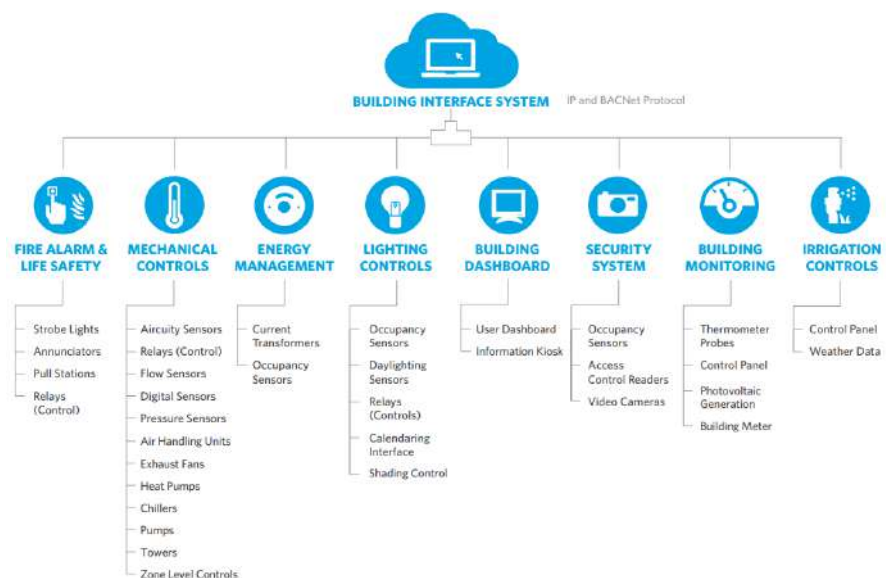 BUILDING INTERFACE SYSTEM
IP and BACNet Protocol
FIRE ALARM &
LIFE SAFETY
Strobe Lights
Annunciators
Pull Stations
Relays
(Control)
MECHANICAL
CONTROLS
Aircuity Sensors
Relays (Control)
Flow Sensors
Digital Sensors
Pressure Sensors
Air Handling Units
Exhaust Fans
Heat Pumps
Chillers
Pumps
Towers
Zone Level Controls
ENERGY
MANAGEMENT
Current
Transformers
Occupancy
Sensors
LIGHTING
CONTROLS
Occupancy
Sensors
Daylighting
Sensors
Relays
(Controls)
Calendaring
Interface
Shading Control
BUILDING
DASHBOARD
User Dashboard
Information Kiosk
SECURITY
SYSTEM
Occupancy
Sensors
Access
Control Readers
Video Cameras
BUILDING
MONITORING
Thermometer
Probes
Control Panel
Photovoltaic
Generation
Building Meter
IRRIGATION
CONTROLS
Control Panel
Weather Data